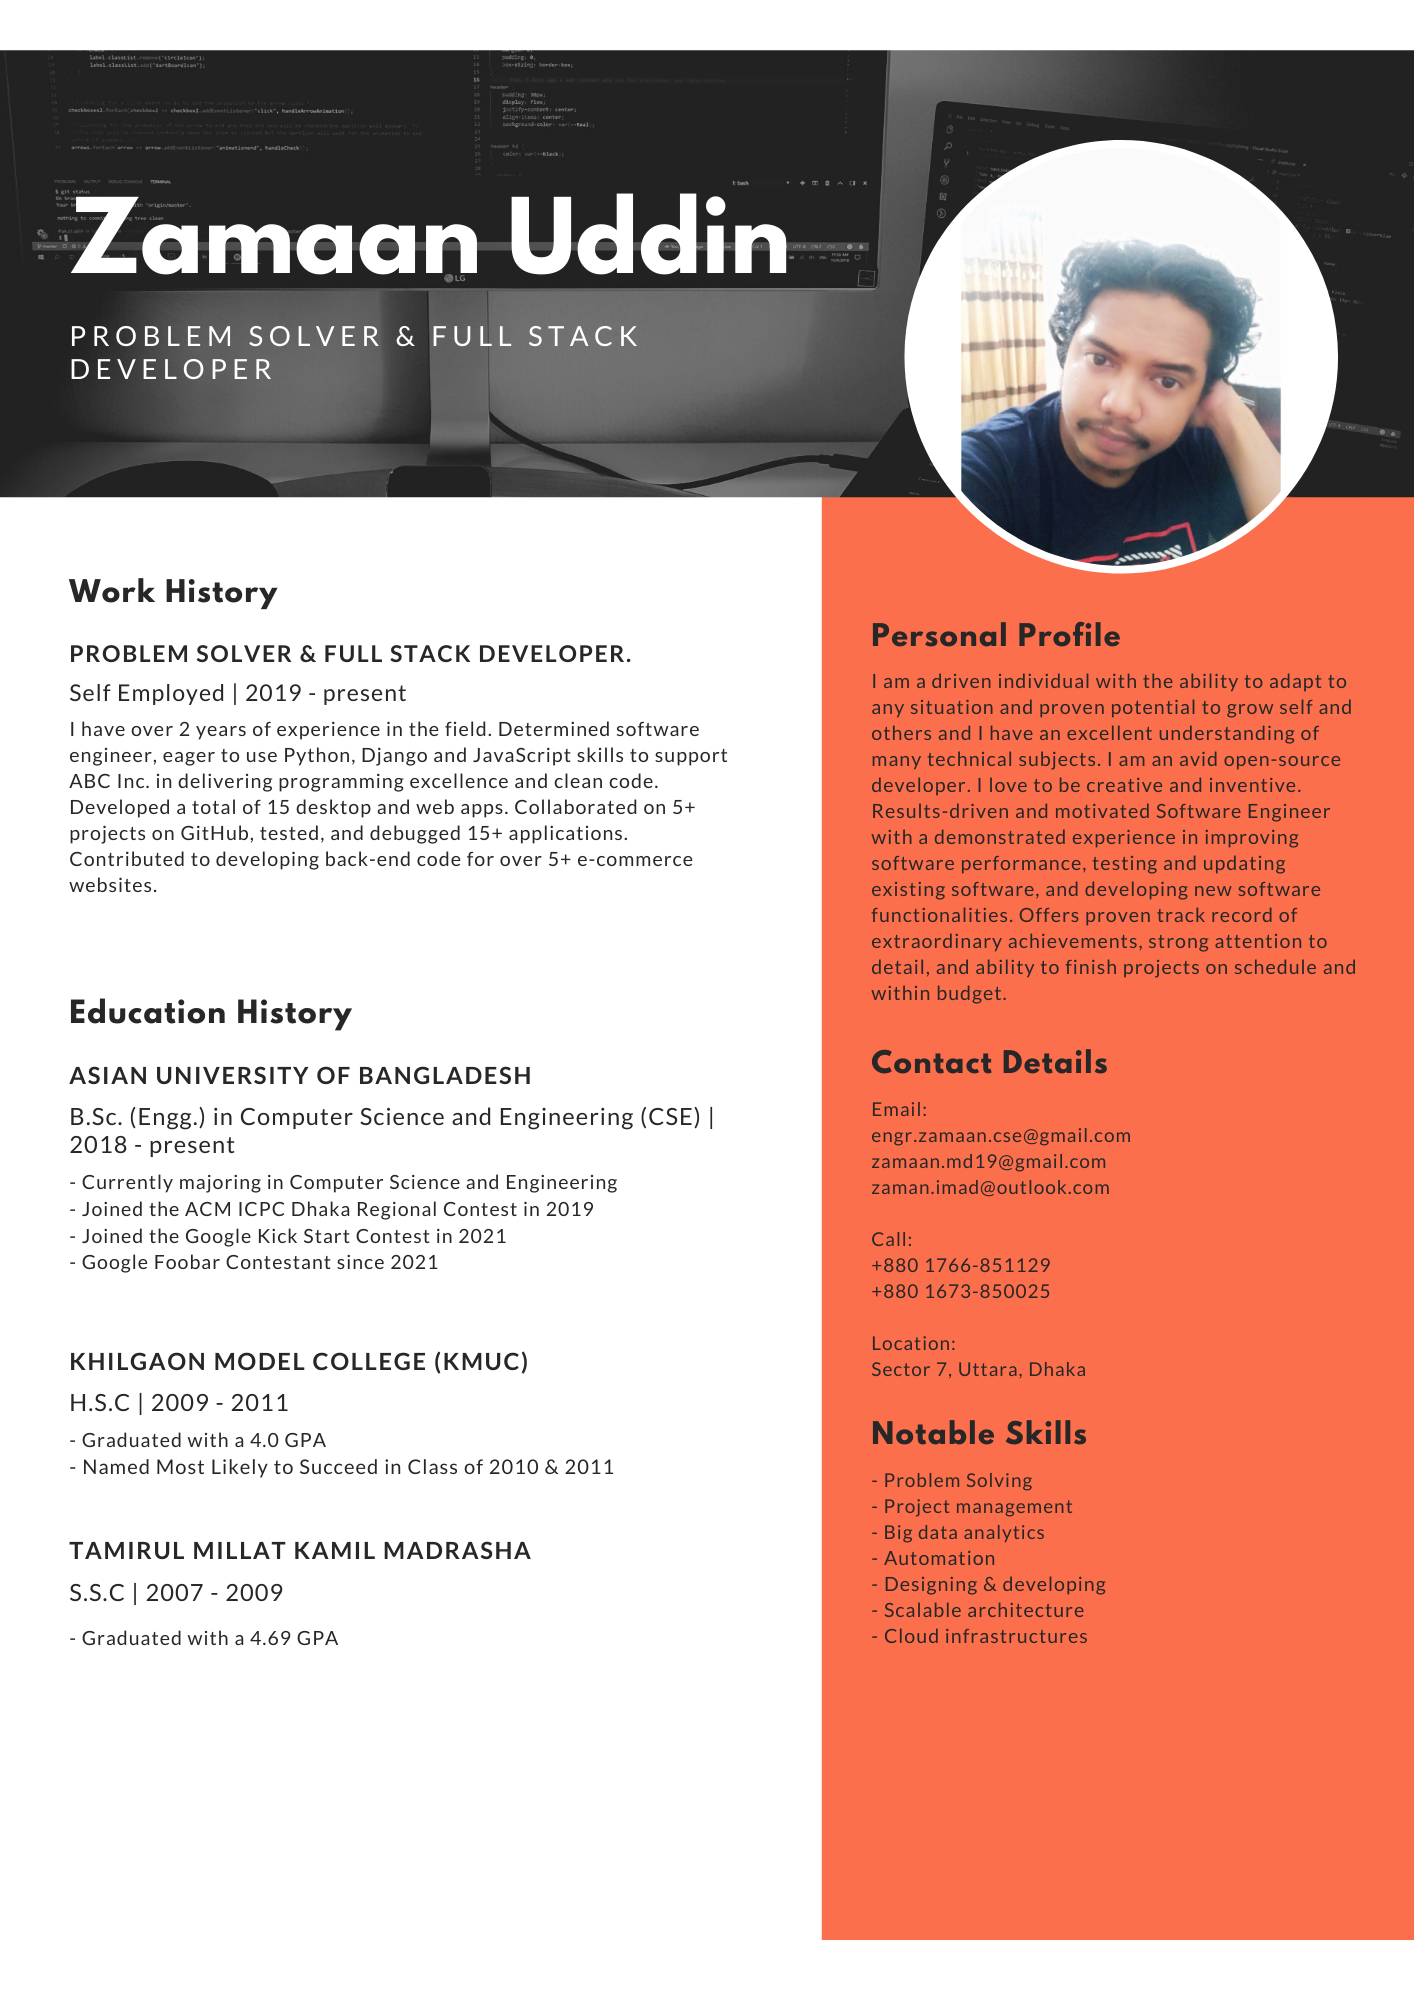 Zamaan Uddin
PROBLEM SOLVER & FULL STACK
DEVELOPER
Work History
PROBLEM SOLVER & FULL STACK DEVELOPER.
Self Employed | 2019 - present
I have over 2 years of experience in the field. Determined software
engineer, eager to use Python, Django and JavaScript skills to support
ABC Inc. in delivering programming excellence and clean code.
Developed a total of 15 desktop and web apps. Collaborated on 5+
projects on GitHub, tested, and debugged 15+ applications.
Contributed to developing back-end code for over 5+ e-commerce
websites.
Education History
ASIAN UNIVERSITY OF BANGLADESH
B.Sc. (Engg.) in Computer Science and Engineering (CSE) |
2018 - present
- Currently majoring in Computer Science and Engineering
- Joined the ACM ICPC Dhaka Regional Contest in 2019
- Joined the Google Kick Start Contest in 2021
- Google Foobar Contestant since 2021
KHILGAON MODEL COLLEGE (KMUC)
H.S.C | 2009 - 2011
- Graduated with a 4.0 GPA
- Named Most Likely to Succeed in Class of 2010 & 2011
TAMIRUL MILLAT KAMIL MADRASHA
S.S.C | 2007 - 2009
- Graduated with a 4.69 GPA
Personal Profile
I am a driven individual with the ability to adapt to
any situation and proven potential to grow self and
others and I have an excellent understanding of
many technical subjects. I am an avid open-source
developer. I love to be creative and inventive.
Results-driven and motivated Software Engineer
with a demonstrated experience in improving
software performance, testing and updating
existing software, and developing new software
functionalities. Offers proven track record of
extraordinary achievements, strong attention to
detail, and ability to finish projects on schedule and
within budget.
Contact Details
Email:
engr.zamaan.cse@gmail.com
zamaan.md19@gmail.com
zaman.imad@outlook.com
Call:
+880 1766-851129
+880 1673-850025
Location:
Sector 7, Uttara, Dhaka
Notable Skills
- Problem Solving
- Project management
- Big data analytics
- Automation
- Designing & developing
- Scalable architecture
- Cloud infrastructures